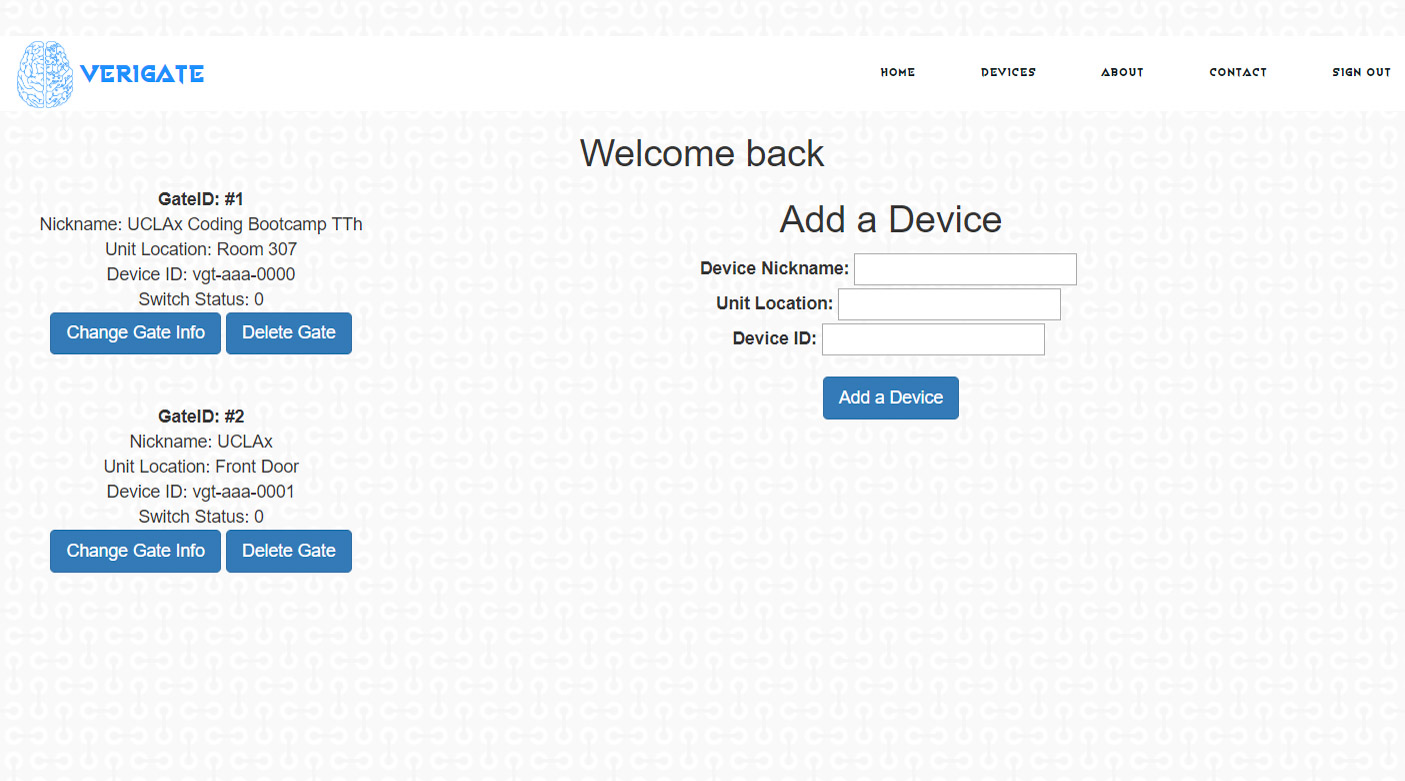 VERIGATE
HOME DEVICES ABOUT CONTACT SIGN OUT
Welcome back
GateID: #1
Nickname: UCLAx Coding Bootcamp TTh
Unit Location: Room 307
Device ID: vgt-aaa-0000
Switch Status: 0
Change Gate Info Delete Gate
GateID: #2
Nickname: UCLAx
Unit Location: Front Door
Device ID: vgt-aaa-0001
Switch Status: 0
Change Gate Info Delete Gate
Add a Device
Device Nickname:
Unit Location:
Device ID:
Add a Device